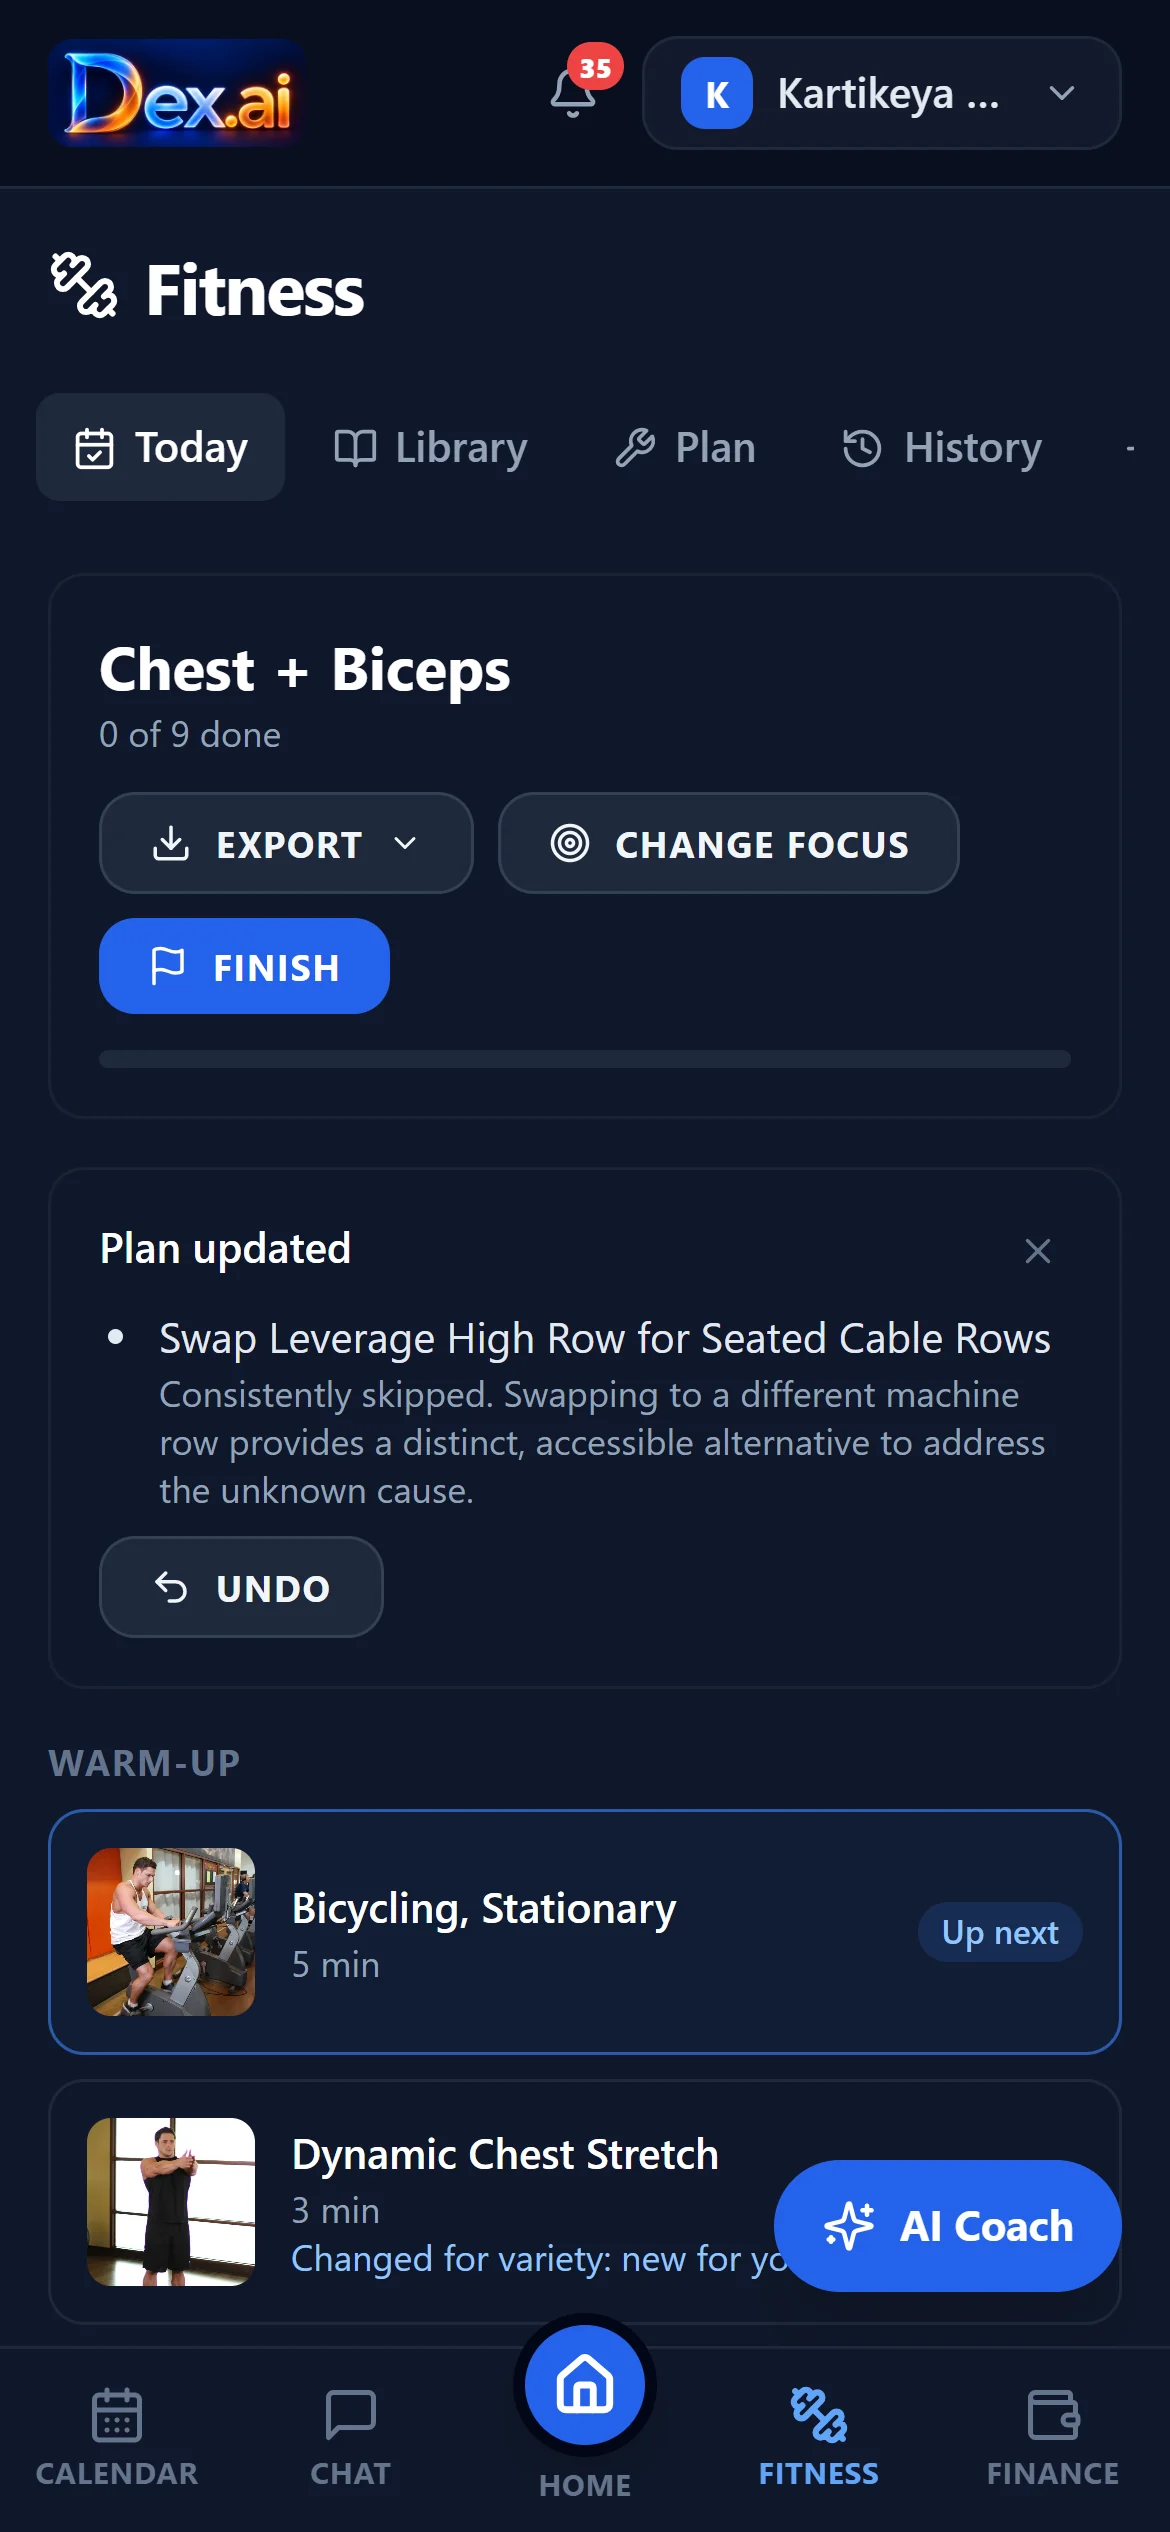 Dex.ai
35
K
Kartikeya ...
Fitness
Today
Library
Plan
History
Chest + Biceps
0 of 9 done
EXPORT
CHANGE FOCUS
FINISH
Plan updated
Swap Leverage High Row for Seated Cable Rows
Consistently skipped. Swapping to a different machine
row provides a distinct, accessible alternative to address
the unknown cause.
UNDO
WARM-UP
Bicycling, Stationary
5 min
Up next
Dynamic Chest Stretch
3 min
Changed for variety: new for
AI Coach
CALENDAR
CHAT
HOME
FITNESS
FINANCE